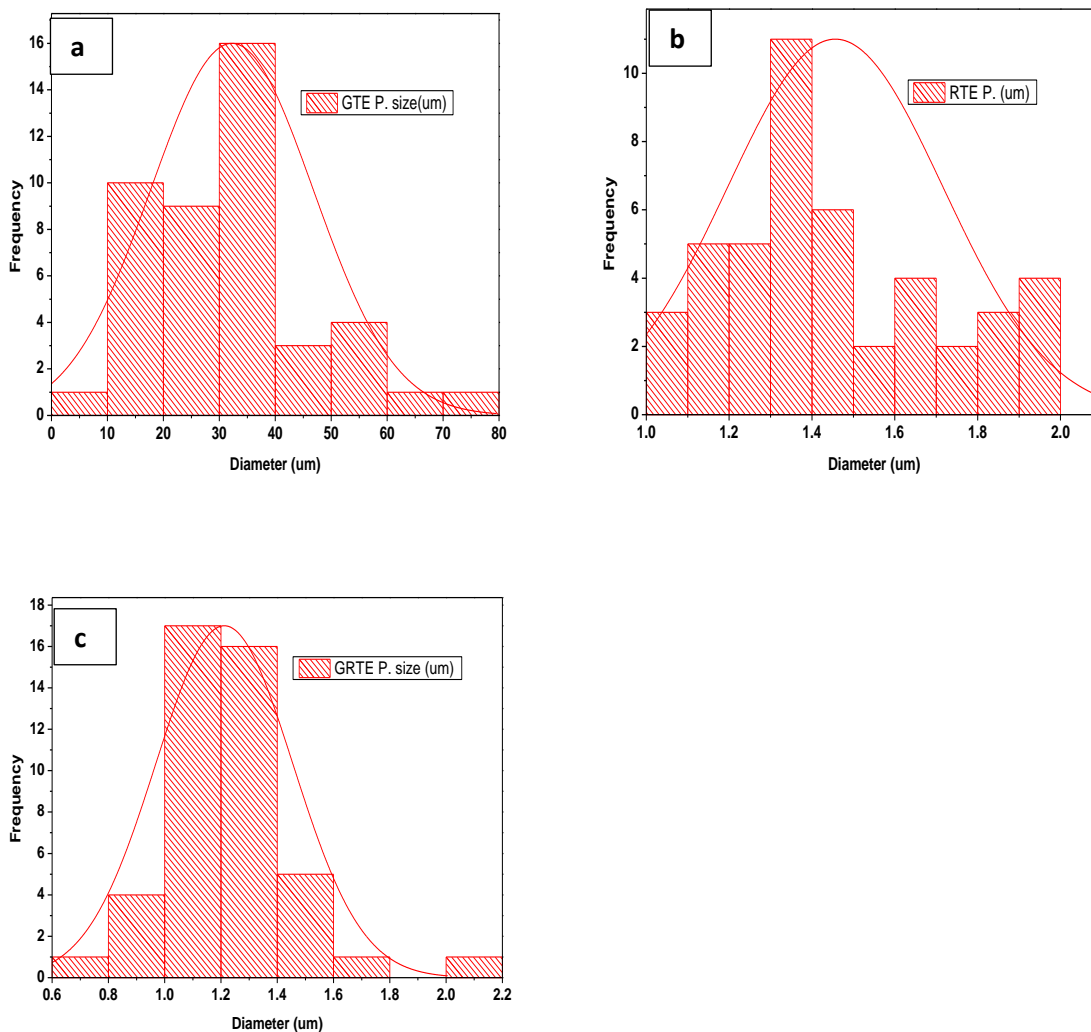 a
GTE P. size(um)
16
14
12
10
8
6
4
2
0
Frequency
0 10 20 30 40 50 60 70 80
Diameter (um)
b
RTE P. (um)
10
8
6
4
2
0
Frequency
1.0 1.2 1.4 1.6 1.8 2.0
Diameter (um)
c
GRTE P. size (um)
18
16
14
12
10
8
6
4
2
0
Frequency
0.6 0.8 1.0 1.2 1.4 1.6 1.8 2.0 2.2
Diameter (um)